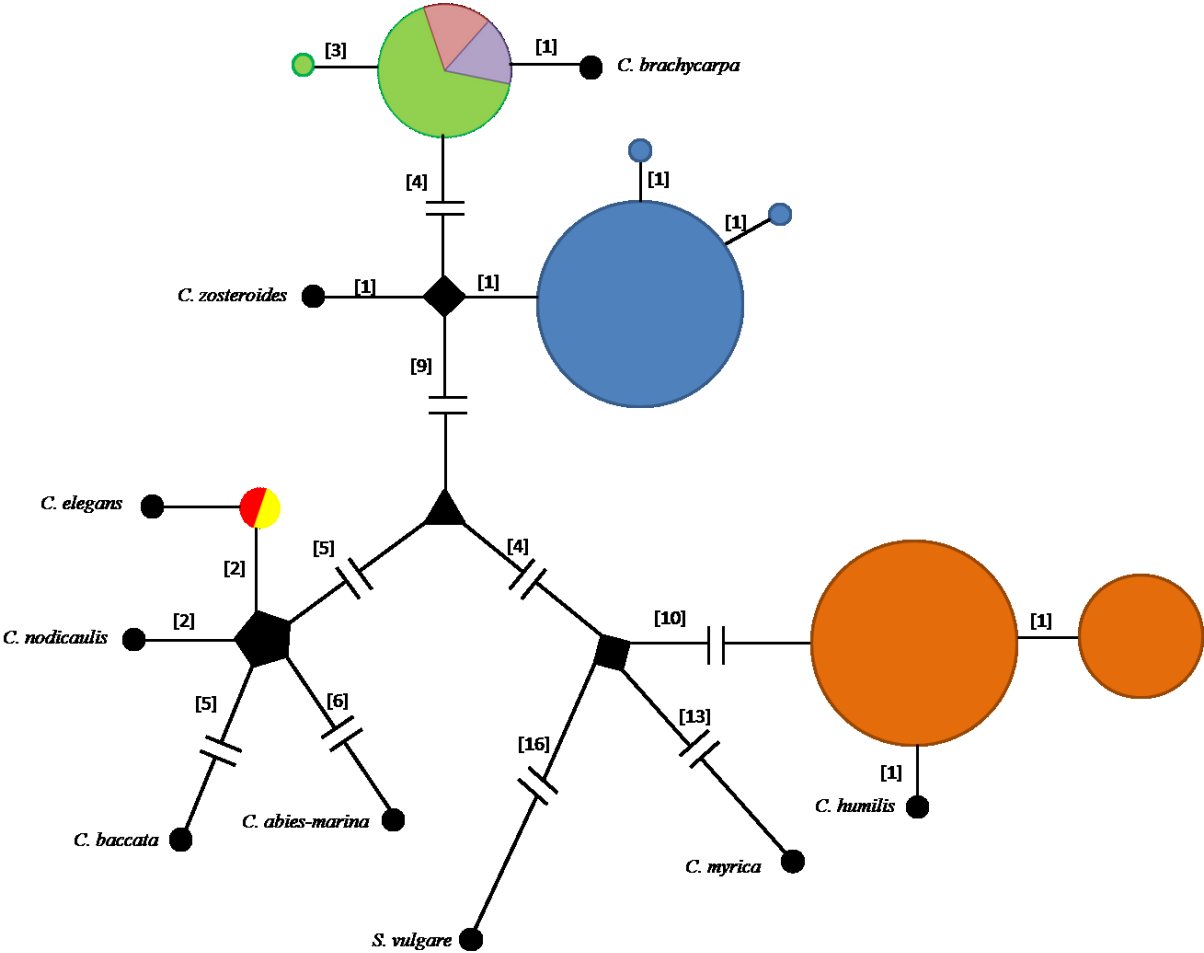 [3]
[1]
C. brachycarpa
[4]
[1]
[1]
C. zosteroides
[1]
[1]
[9]
C. elegans
[2]
[5]
[4]
C. nodicaulis
[2]
[10]
[1]
[5]
[6]
[13]
[16]
[1]
C. humilis
C. baccata
C. abies-marina
C. myrica
S. vulgare